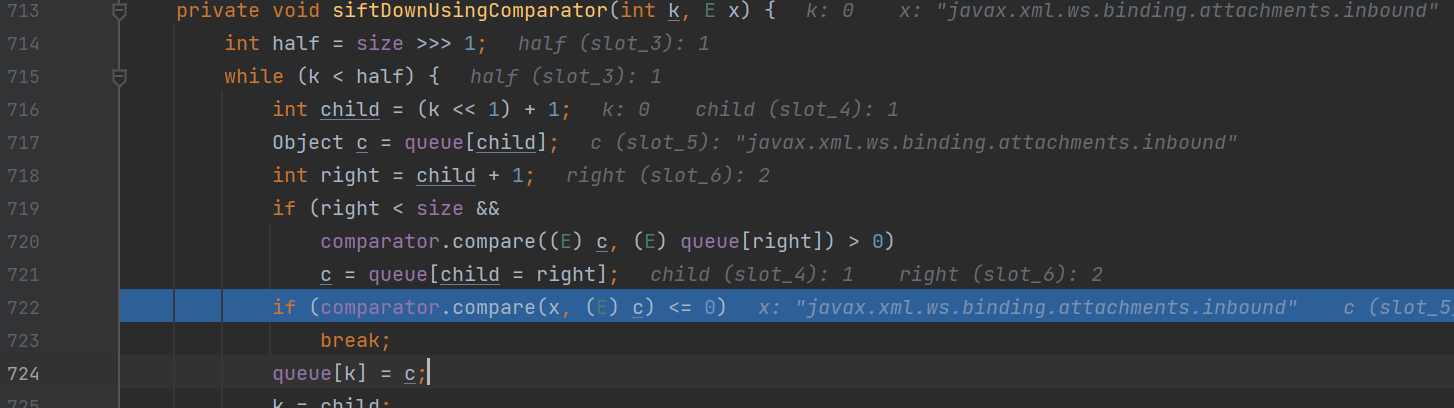 713 private void siftDownUsingComparator(int k, E x) { k: 0 x: "javax.xml.ws.binding.attachments.inbound"
714 int half = size >>> 1; half (slot_3): 1
715 while (k < half) { half (slot_3): 1
716 int child = (k << 1) + 1; k: 0 child (slot_4): 1
717 Object c = queue[child]; c (slot_5): "javax.xml.ws.binding.attachments.inbound"
718 int right = child + 1; right (slot_6): 2
719 if (right < size &&
720 comparator.compare((E) c, (E) queue[right]) > 0)
721 c = queue[child = right]; child (slot_4): 1 right (slot_6): 2
722 if (comparator.compare(x, (E) c) <= 0) x: "javax.xml.ws.binding.attachments.inbound" c (slot_5
723 break;
724 queue[k] = c;
725 k = child;